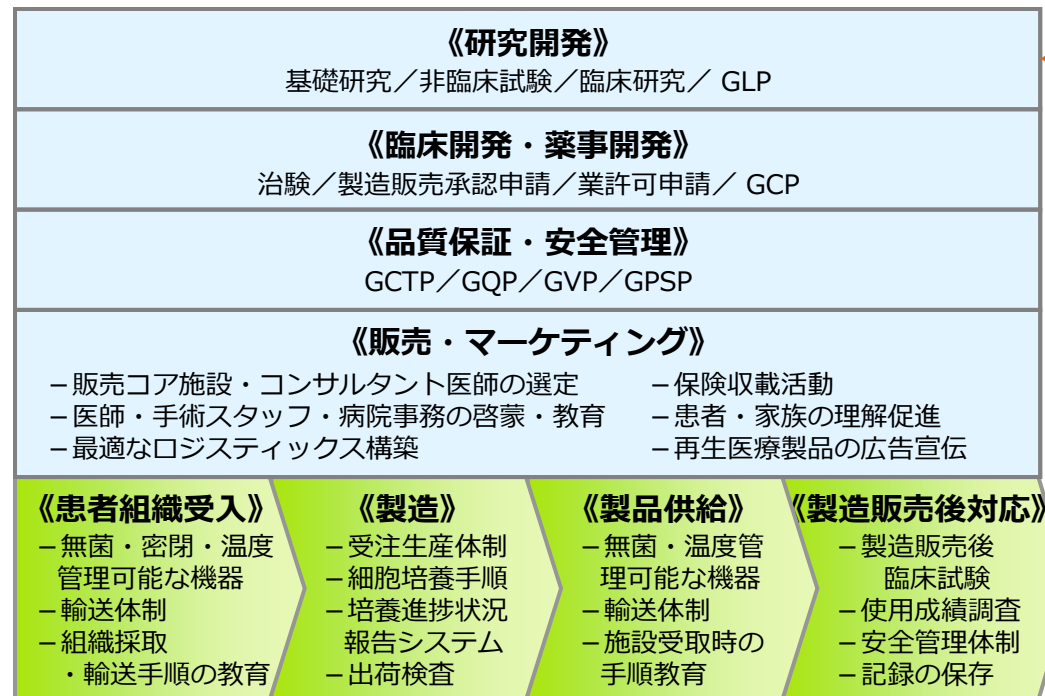 《研究開発》
基礎研究／非臨床試験／臨床研究／ GLP
《臨床開発・薬事開発》
治験／製造販売承認申請／業許可申請／ GCP
《品質保証・安全管理》
GCTP／GQP／GVP／GPSP
《販売・マーケティング》
－販売コア施設・コンサルタント医師の選定
－医師・手術スタッフ・病院事務の啓蒙・教育
－最適なロジスティックス構築
－保険収載活動
－患者・家族の理解促進
－再生医療製品の広告宣伝
《患者組織受入》
－無菌・密閉・温度
管理可能な機器
－輸送体制
－組織採取
・輸送手順の教育
《製造》
－受注生産体制
－細胞培養手順
－培養進捗状況
報告システム
－出荷検査
《製品供給》
－無菌・温度管
理可能な機器
－輸送体制
－施設受取時の
手順教育
《製造販売後対応》
－製造販売後
臨床試験
－使用成績調査
－安全管理体制
－記録の保存